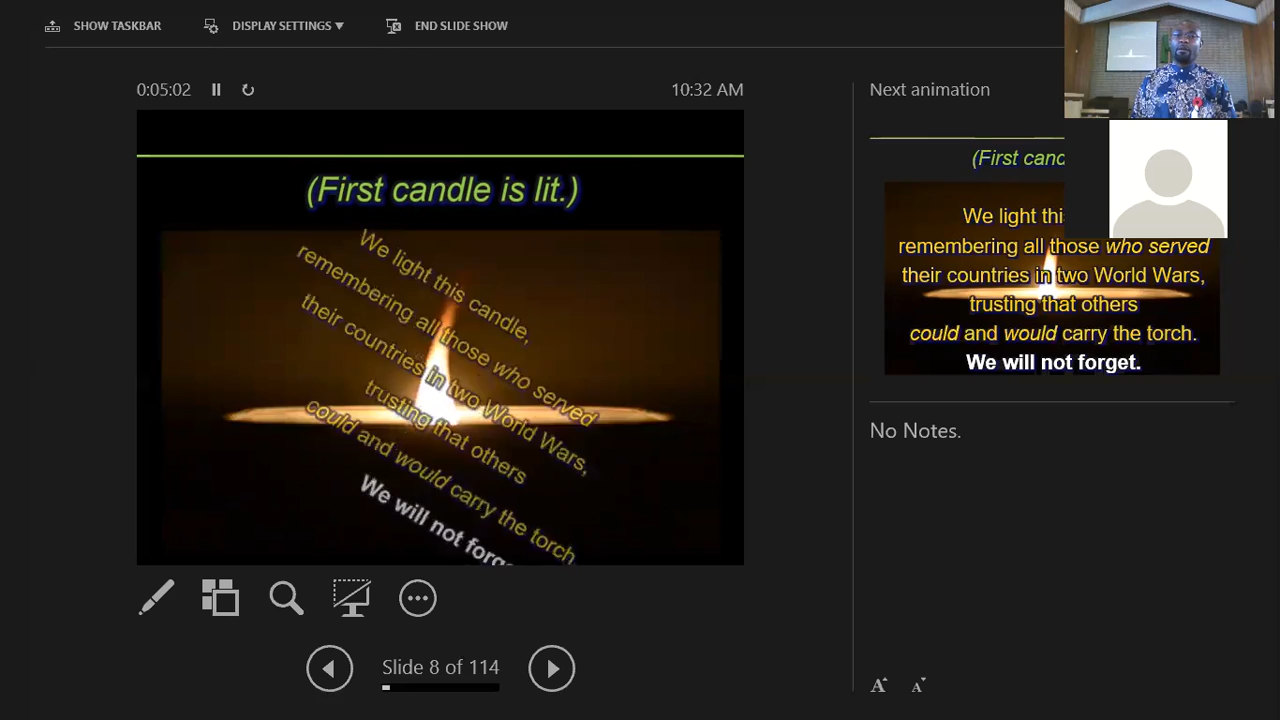 SHOW TASKBAR
DISPLAY SETTINGS
END SLIDE SHOW
0:05:02
10:32 AM
(First candle is lit.)
We light this candle,
remembering all those who served
their countries in two World Wars,
trusting that others
could and would carry the torch
We will not forge
Slide 8 of 114
Next animation
(First cand
We light this
remembering all those who served
their countries in two World Wars,
trusting that others
could and would carry the torch.
We will not forget.
No Notes.
A A